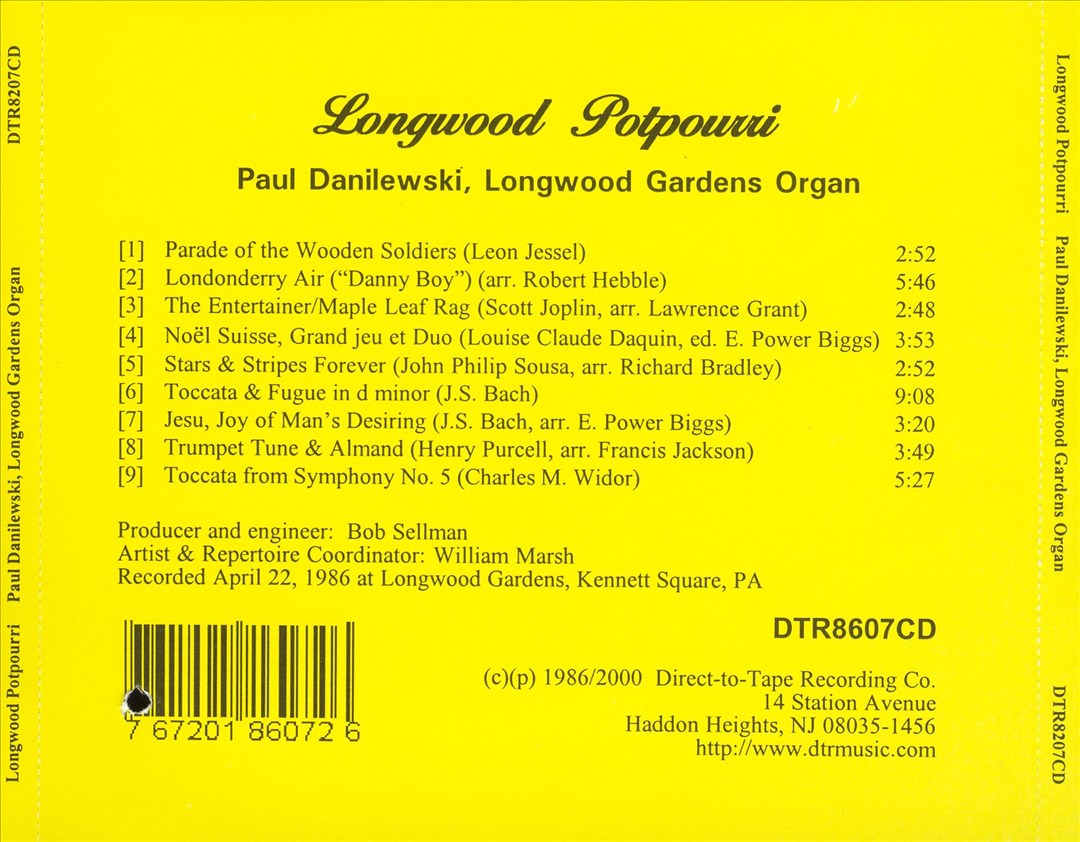 Longwood Potpourri
Paul Danilewski, Longwood Gardens Organ
[1] Parade of the Wooden Soldiers (Leon Jessel) 2:52
[2] Londonderry Air (“Danny Boy”) (arr. Robert Hebble) 5:46
[3] The Entertainer/Maple Leaf Rag (Scott Joplin, arr. Lawrence Grant) 2:48
[4] Noël Suisse, Grand jeu et Duo (Louise Claude Daquin, ed. E. Power Biggs) 3:53
[5] Stars & Stripes Forever (John Philip Sousa, arr. Richard Bradley) 2:52
[6] Toccata & Fugue in d minor (J.S. Bach) 9:08
[7] Jesu, Joy of Man’s Desiring (J.S. Bach, arr. E. Power Biggs) 3:20
[8] Trumpet Tune & Almand (Henry Purcell, arr. Francis Jackson) 3:49
[9] Toccata from Symphony No. 5 (Charles M. Widor) 5:27
Producer and engineer: Bob Sellman
Artist & Repertoire Coordinator: William Marsh
Recorded April 22, 1986 at Longwood Gardens, Kennett Square, PA
7 67201 86072 6
DTR8607CD
(c)(p) 1986/2000 Direct-to-Tape Recording Co.
14 Station Avenue
Haddon Heights, NJ 08035-1456
http://www.dtrmusic.com
Longwood Potpourri Paul Danilewski, Longwood Gardens Organ DTR8207CD
Longwood Potpourri Paul Danilewski, Longwood Gardens Organ DTR8207CD